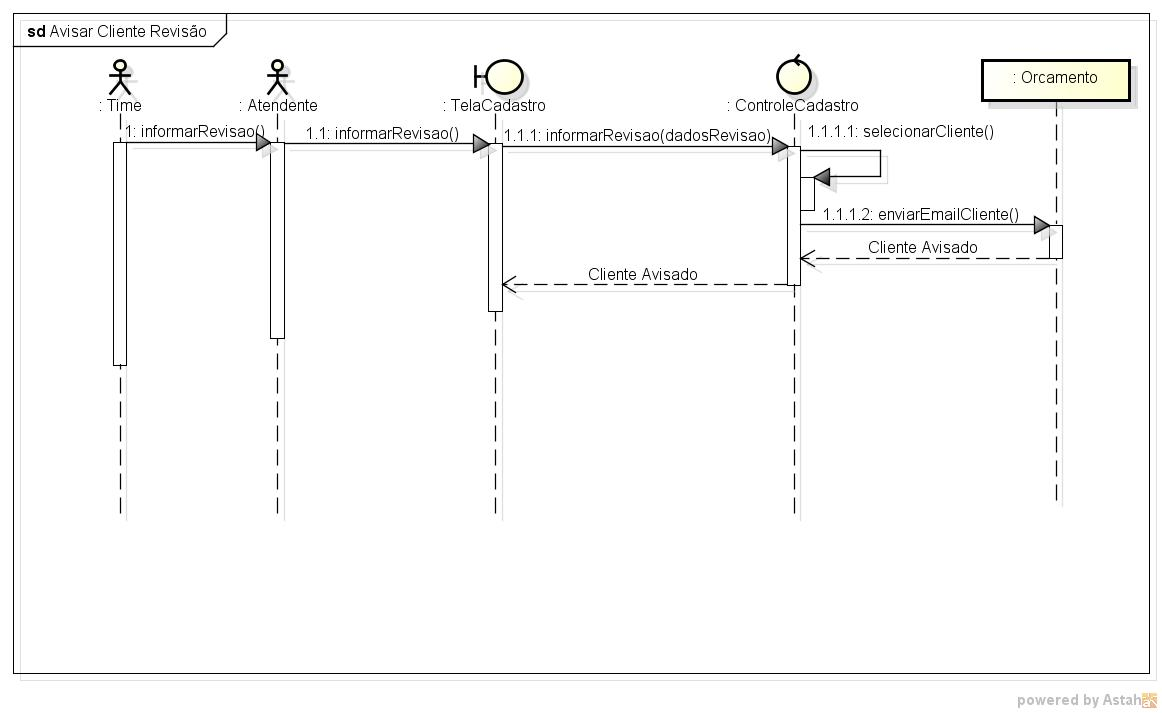 sd Avisar Cliente Revisão
: Time
: Atendente
: TelaCadastro
: ControleCadastro
: Orcamento
1: informarRevisao()
1.1: informarRevisao()
1.1.1: informarRevisao(dadosRevisao)
1.1.1.1: selecionarCliente()
1.1.1.2: enviarEmailCliente()
Cliente Avisado
Cliente Avisado
powered by Astah